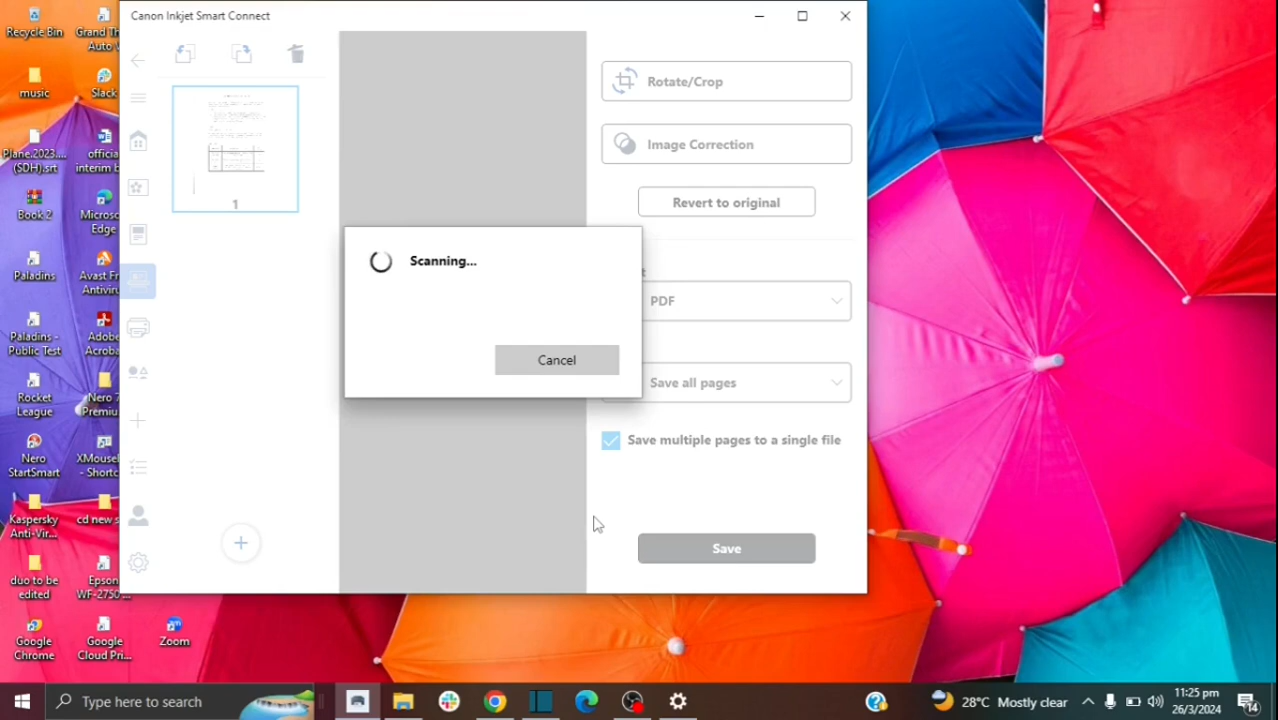 Recycle Bin
Grand Th...
Auto V
music
Slack
Plane.2023....
(SDH).srt
official
interim b
Book 2
Micros
Edge
Paladins
Avast Fr
Antivir
Paladins -
Public Test
Adobe
Acroba
Rocket
League
Nero 7
Premiu
Nero
StartSmart
XMouse
- Shortc
Kaspersky
Anti-Vir...
cd new s
duo to be
edited
Epson
WF-2750 ...
Google
Chrome
Google
Cloud Pri...
Zoom
Canon Inkjet Smart Connect
1
Rotate/Crop
Image Correction
Revert to original
PDF
Save all pages
Save multiple pages to a single file
Save
Scanning...
Cancel
Type here to search
28°C Mostly clear
11:25 pm
26/3/2024
14